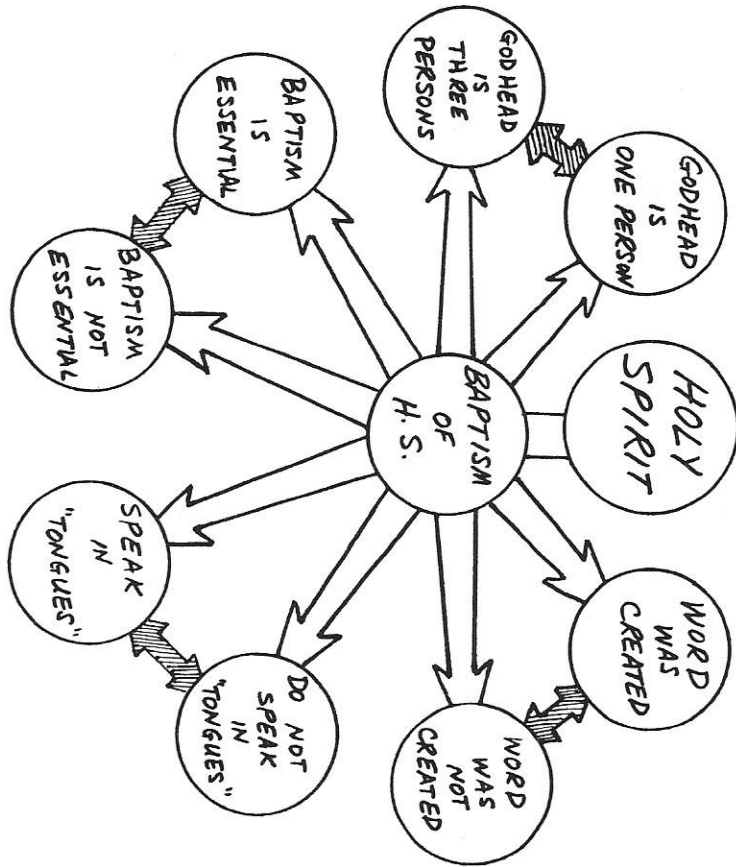 HOLY
SPIRIT
GODHEAD
IS
ONE PERSON
WORD
WAS
CREATED
GODHEAD
IS
THREE
PERSONS
WORD
WAS
NOT
CREATED
BAPTISM
OF
H.S.
BAPTISM
IS
ESSENTIAL
DO NOT
SPEAK
IN
"TONGUES"
BAPTISM
IS NOT
ESSENTIAL
SPEAK
IN
"TONGUES"